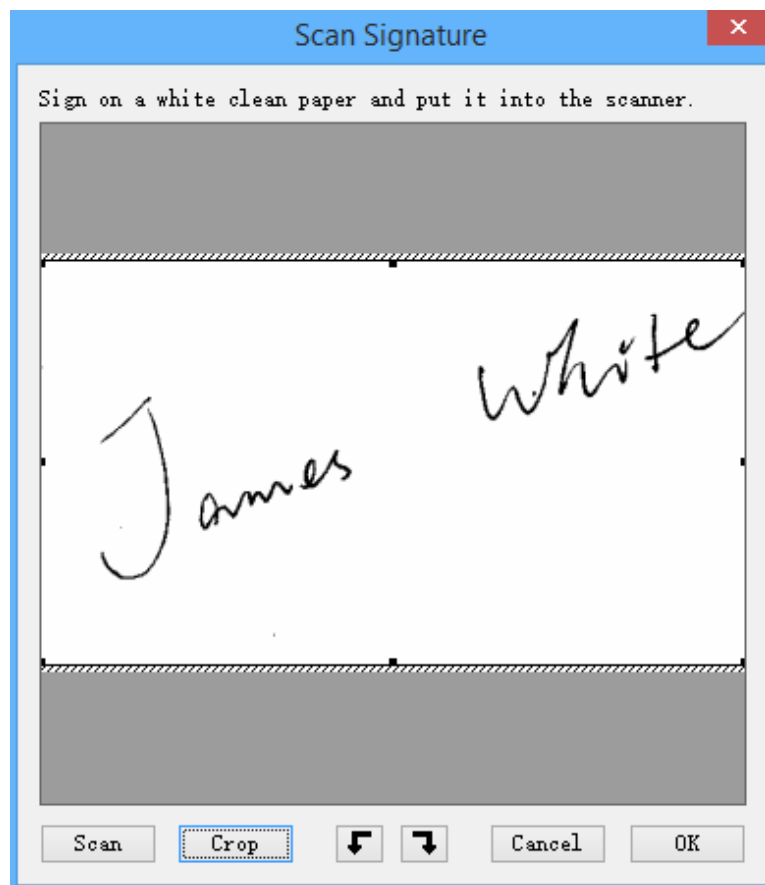 Scan Signature
Sign on a white clean paper and put it into the scanner.
James White
Scan Crop Cancel OK